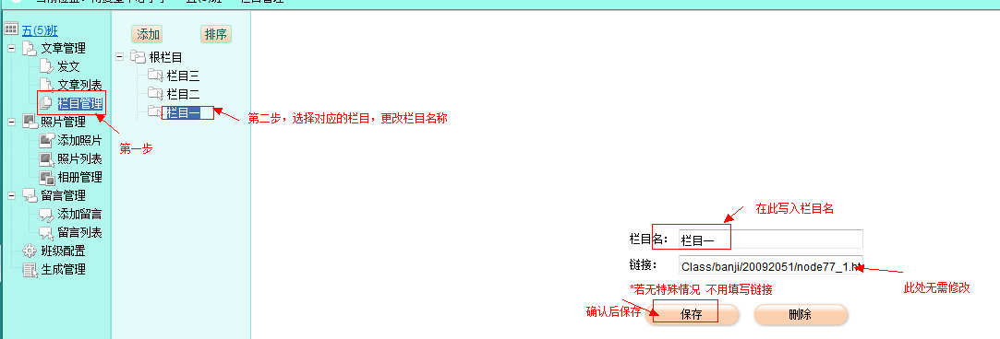 五(5)班
文章管理
发文
文章列表
栏目管理
照片管理
添加照片
照片列表
相册管理
留言管理
添加留言
留言列表
班级配置
生成管理
第一步
添加
排序
根栏目
栏目三
栏目二
栏目一
第二步，选择对应的栏目，更改栏目名称
在此写入栏目名
栏目名：
栏目一
链接：
Class/banji/20092051/node77_1.h
此处无需修改
*若无特殊情况 不用填写链接
确认后保存
保存
删除